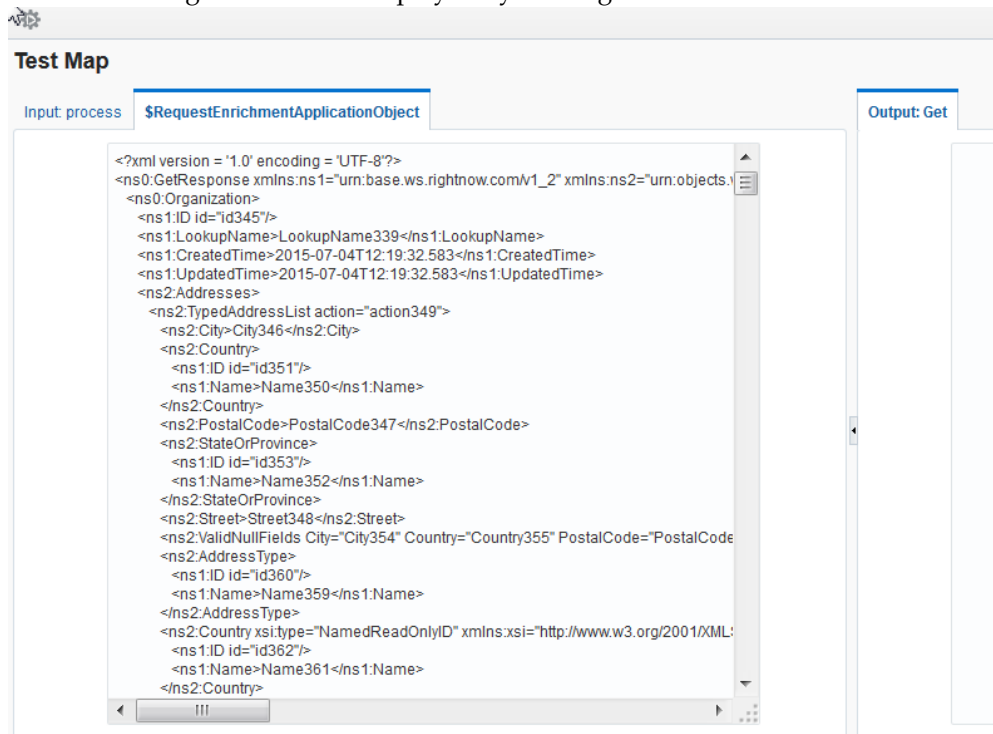 Test Map
Input: process
$RequestEnrichmentApplicationObject
Output: Get
<?xml version = '1.0' encoding = 'UTF-8'?>
<ns0:GetResponse xmlns:ns1="urn:base.ws.rightnow.com/v1_2" xmlns:ns2="urn:objects.
<ns0:Organization>
<ns1:ID id="id345"/>
<ns1:LookupName>LookupName339</ns1:LookupName>
<ns1:CreatedTime>2015-07-04T12:19:32.583</ns1:CreatedTime>
<ns1:UpdatedTime>2015-07-04T12:19:32.583</ns1:UpdatedTime>
<ns2:Addresses>
<ns2:TypedAddressList action="action349">
<ns2:City>City346</ns2:City>
<ns2:Country>
<ns1:ID id="id351"/>
<ns1:Name>Name350</ns1:Name>
</ns2:Country>
<ns2:PostalCode>PostalCode347</ns2:PostalCode>
<ns2:StateOrProvince>
<ns1:ID id="id353"/>
<ns1:Name>Name352</ns1:Name>
</ns2:StateOrProvince>
<ns2:Street>Street348</ns2:Street>
<ns2:ValidNullFields City="City354" Country="Country355" PostalCode="PostalCode
<ns2:AddressType>
<ns1:ID id="id360"/>
<ns1:Name>Name359</ns1:Name>
</ns2:AddressType>
<ns2:Country xsi:type="NamedReadOnlyID" xmlns:xsi="http://www.w3.org/2001/XML
<ns1:ID id="id362"/>
<ns1:Name>Name361</ns1:Name>
</ns2:Country>